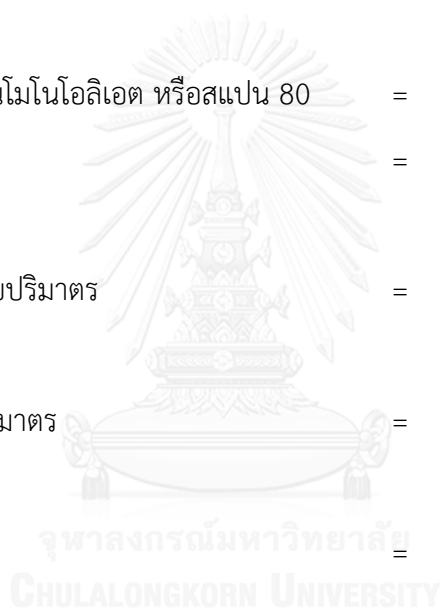 นโมโนโอลิเอต หรือสแปน 80 =
=
ยปริมาตร =
มาตร =
=
จุฬาลงกรณ์มหาวิทยาลัย
CHULALONGKORN UNIVERSITY